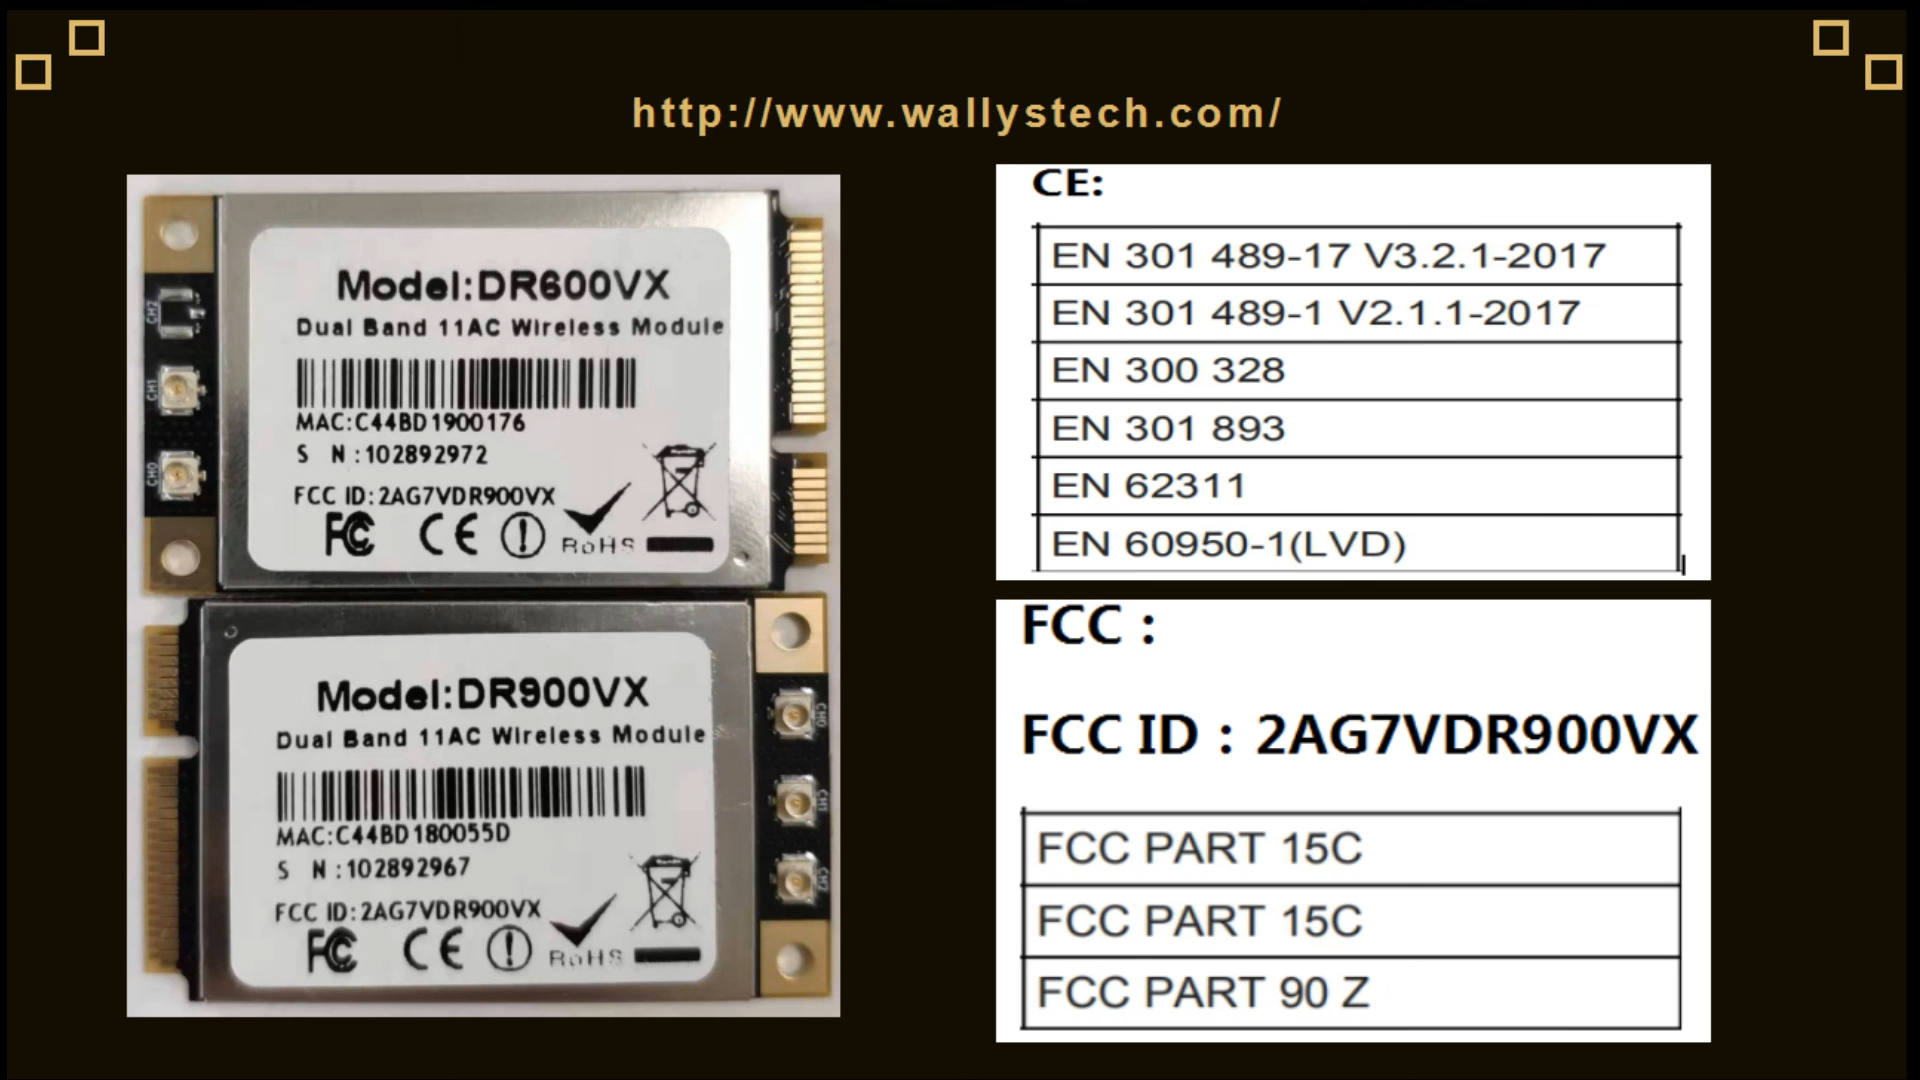 http://www.wallystech.com/
Model:DR600VX
Dual Band 11AC Wireless Module
MAC:C44BD1900176
S N:102892972
FCC ID:2AG7VDR900VX
FC CE RoHS
CH2
CH1
CH0
Model:DR900VX
Dual Band 11AC Wireless Module
MAC:C44BD180055D
S N:102892967
FCC ID:2AG7VDR900VX
FC CE RoHS
CH0
CH1
CH2
CE:
EN 301 489-17 V3.2.1-2017
EN 301 489-1 V2.1.1-2017
EN 300 328
EN 301 893
EN 62311
EN 60950-1(LVD)
FCC :
FCC ID : 2AG7VDR900VX
FCC PART 15C
FCC PART 15C
FCC PART 90 Z